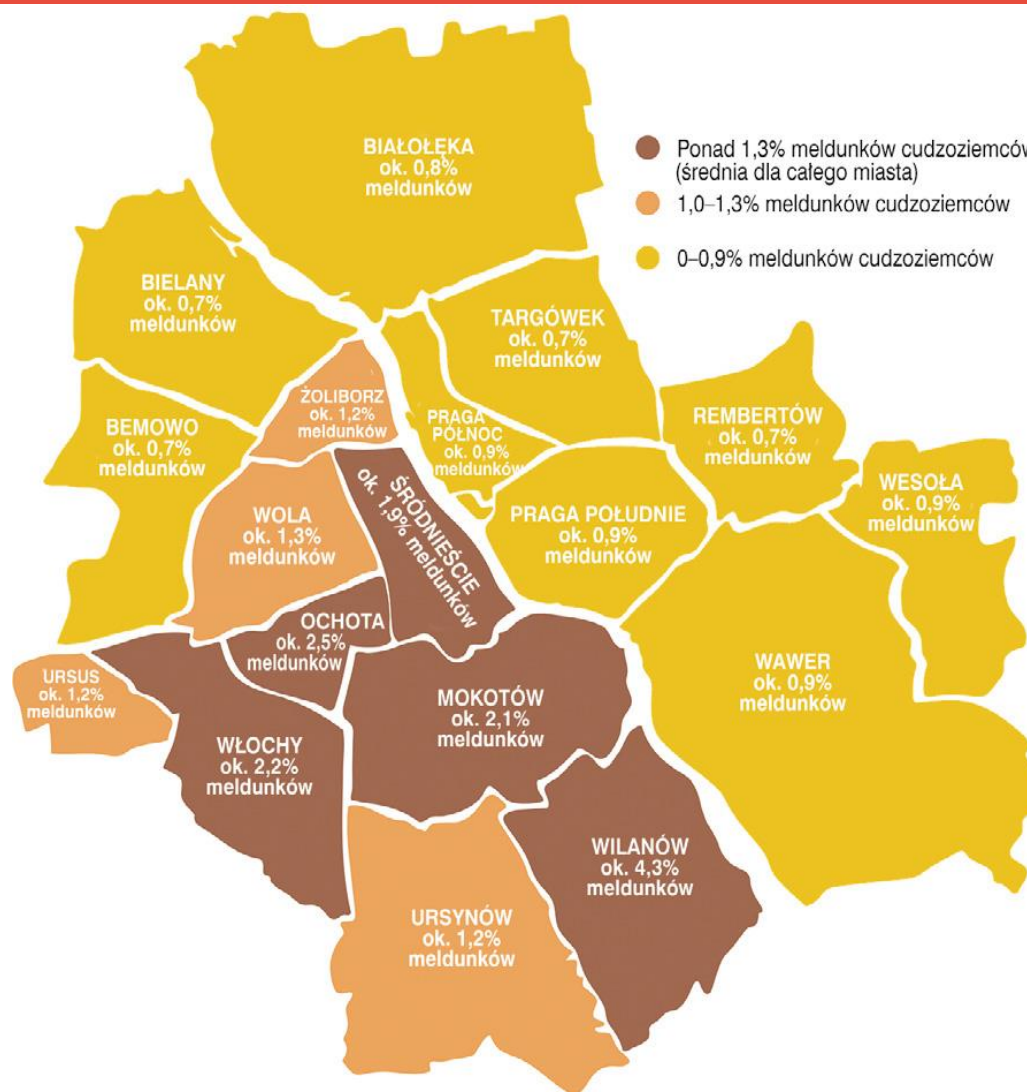 BIAŁOŁĘKA
ok. 0,8%
meldunków
Ponad 1,3% meldunków cudzoziemców
(średnia dla całego miasta)
1,0–1,3% meldunków cudzoziemców
0–0,9% meldunków cudzoziemców
BIELANY
ok. 0,7%
meldunków
TARGÓWEK
ok. 0,7%
meldunków
ŻOLIBORZ
ok. 1,2%
meldunków
BEMOWO
ok. 0,7%
meldunków
PRAGA
PÓŁNOC
ok. 0,9%
meldunków
REMBERTÓW
ok. 0,7%
meldunków
WESOŁA
ok. 0,9%
meldunków
WOLA
ok. 1,3%
meldunków
ŚRÓDNIEŚCIE
ok. 1,9% meldunków
PRAGA POŁUDNIE
ok. 0,9%
meldunków
OCHOTA
ok. 2,5%
meldunków
URSUS
ok. 1,2%
meldunków
WAWER
ok. 0,9%
meldunków
MOKOTÓW
ok. 2,1%
meldunków
WŁOCHY
ok. 2,2%
meldunków
WILANÓW
ok. 4,3%
meldunków
URSYNÓW
ok. 1,2%
meldunków